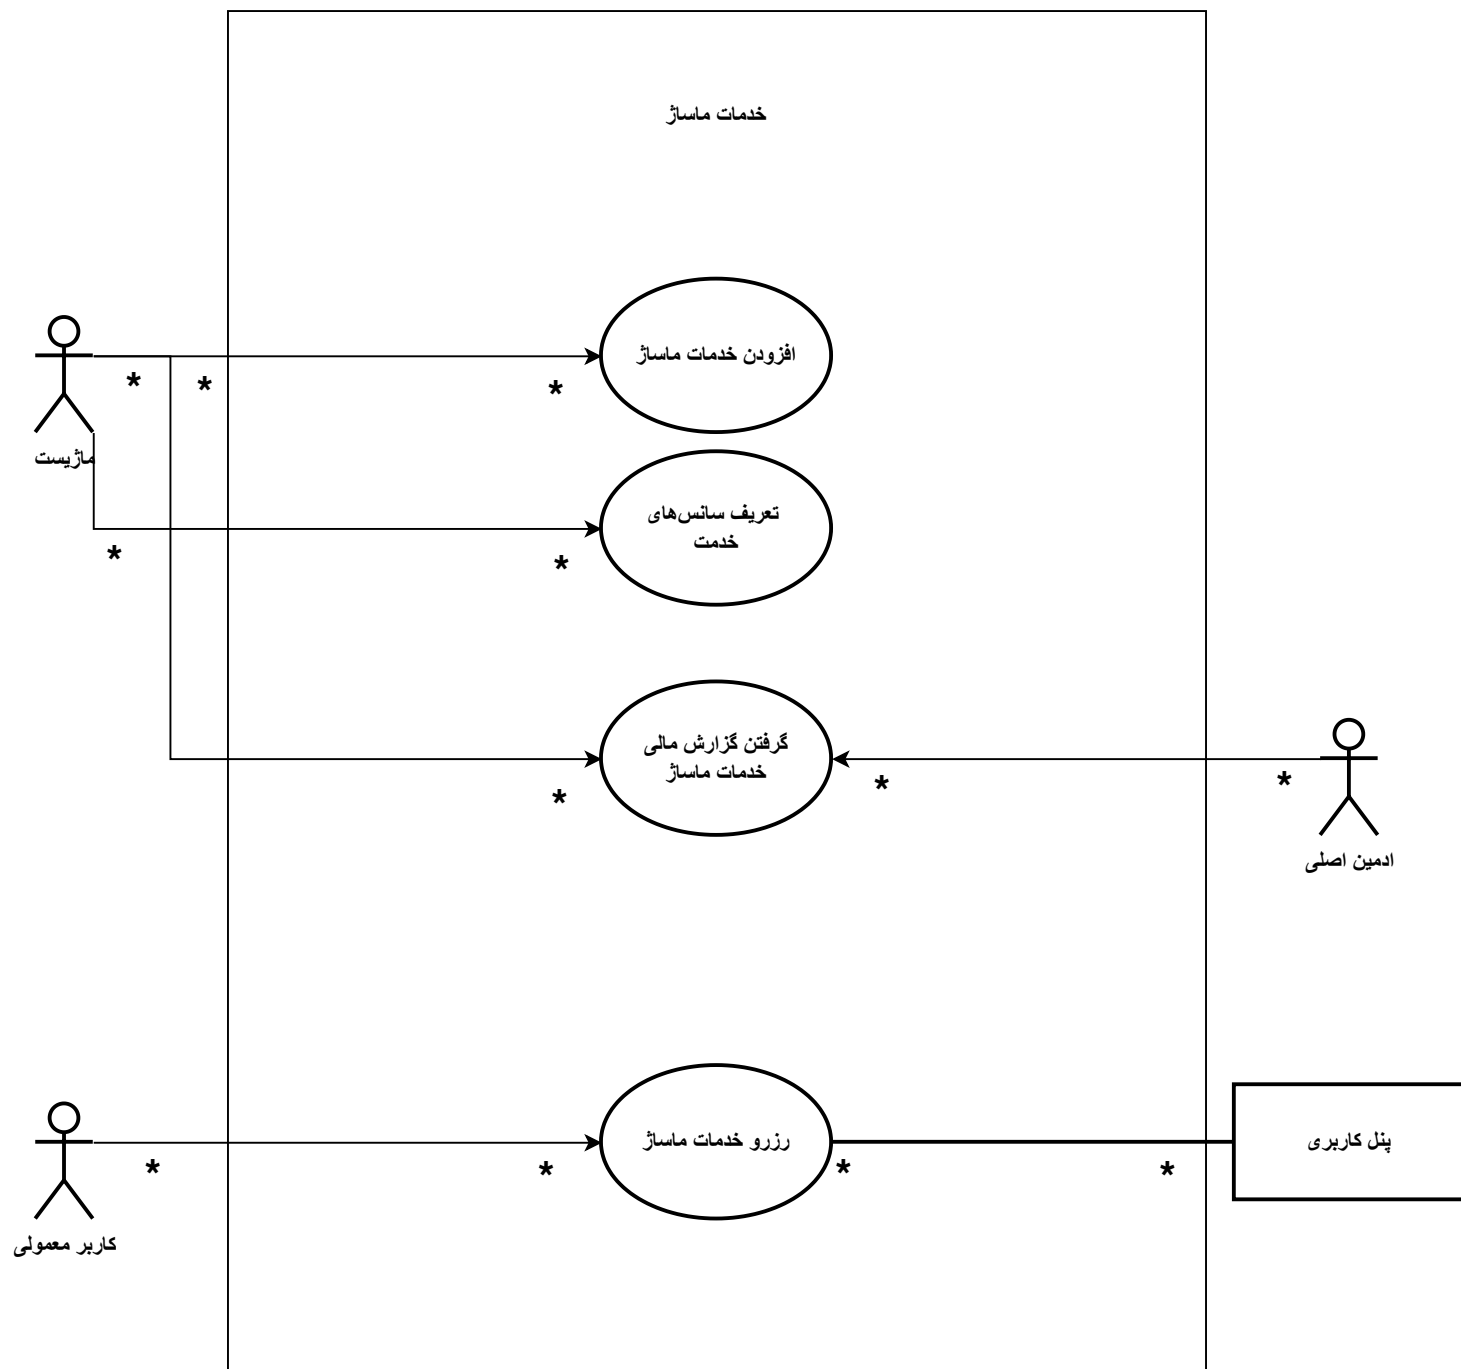 خدمات ماساژ
افزودن خدمات ماساژ
*
*
*
ماژیست
تعریف سانس‌های
خدمت
*
*
گرفتن گزارش مالی
خدمات ماساژ
*
*
*
ادمین اصلی
رزرو خدمات ماساژ
پنل کاربری
*
*
*
*
کاربر معمولی